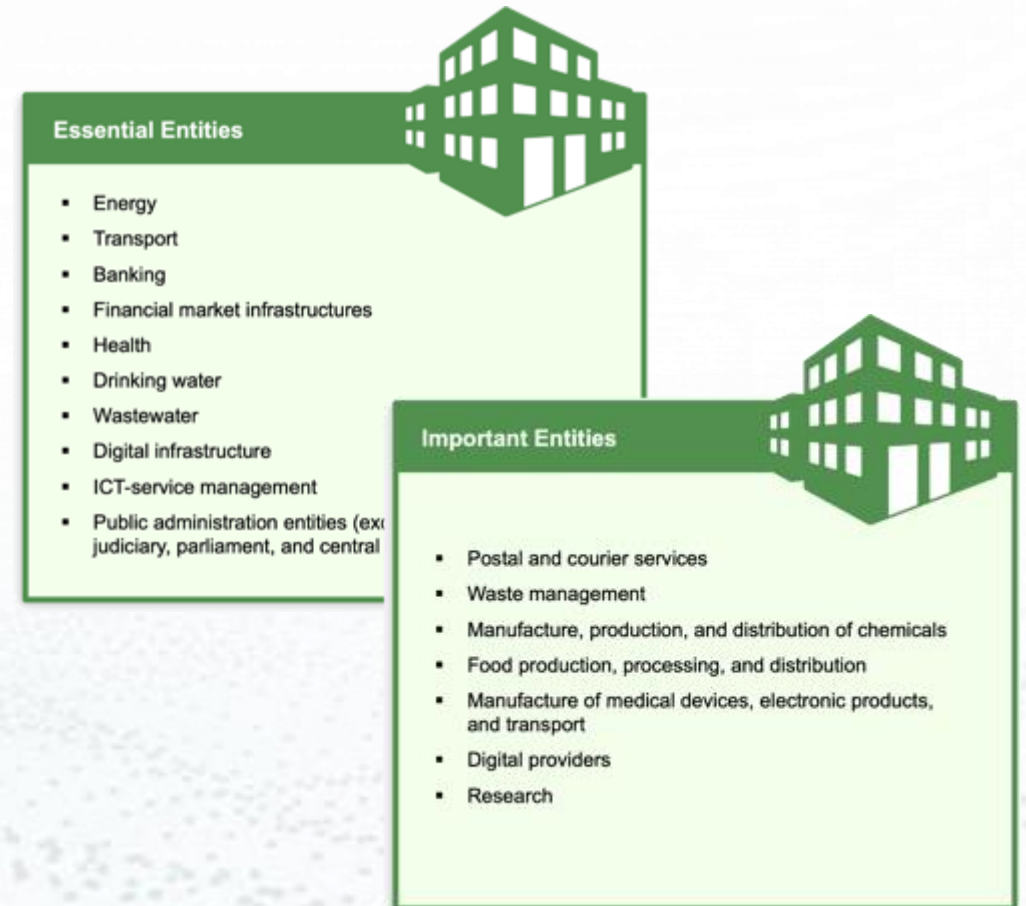 Essential Entities
▪ Energy
▪ Transport
▪ Banking
▪ Financial market infrastructures
▪ Health
▪ Drinking water
▪ Wastewater
▪ Digital infrastructure
▪ ICT-service management
▪ Public administration entities
judiciary, parliament, and central
Important Entities
▪ Postal and courier services
▪ Waste management
▪ Manufacture, production, and distribution of chemicals
▪ Food production, processing, and distribution
▪ Manufacture of medical devices, electronic products,
and transport
▪ Digital providers
▪ Research